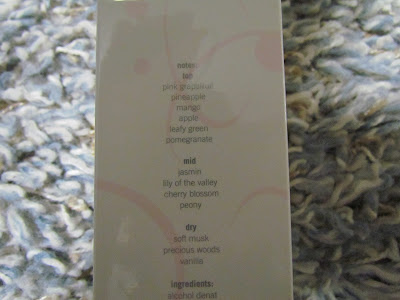 notes:
top
pink grapefruit
pineapple
mango
apple
leafy green
pomegranate
mid
jasmin
lily of the valley
cherry blossom
peony
dry
soft musk
precious woods
vanilla
ingredients:
alcohol denat